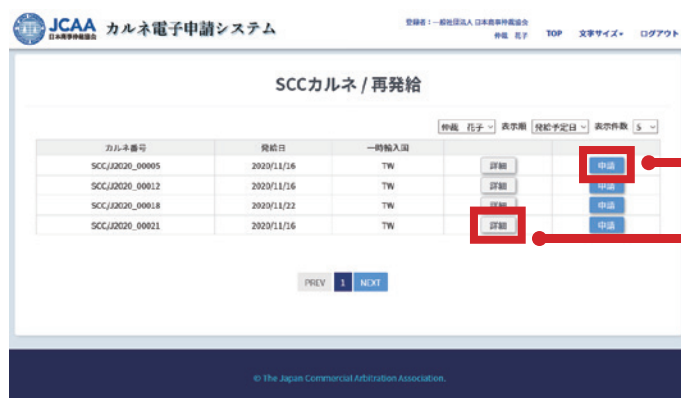 JCAA 日本商事仲裁協会 カルネ電子申請システム
登録者：一般社団法人 日本商事仲裁協会
仲裁 花子 TOP 文字サイズ ログアウト
SCCカルネ / 再発給
仲裁 花子 表示順 発給予定日 表示件数 5
カルネ番号 発給日 一時輸入国
SCC/J2020_00005 2020/11/16 TW 詳細 申請
SCC/J2020_00012 2020/11/16 TW 詳細 申請
SCC/J2020_00018 2020/11/22 TW 詳細 申請
SCC/J2020_00021 2020/11/16 TW 詳細 申請
PREV 1 NEXT
© The Japan Commercial Arbitration Association.